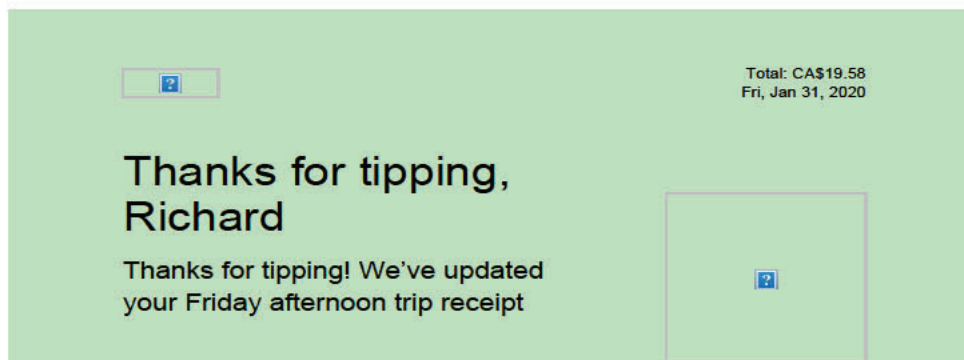 Total: CA$19.58
Fri, Jan 31, 2020
Thanks for tipping,
Richard
Thanks for tipping! We've updated
your Friday afternoon trip receipt